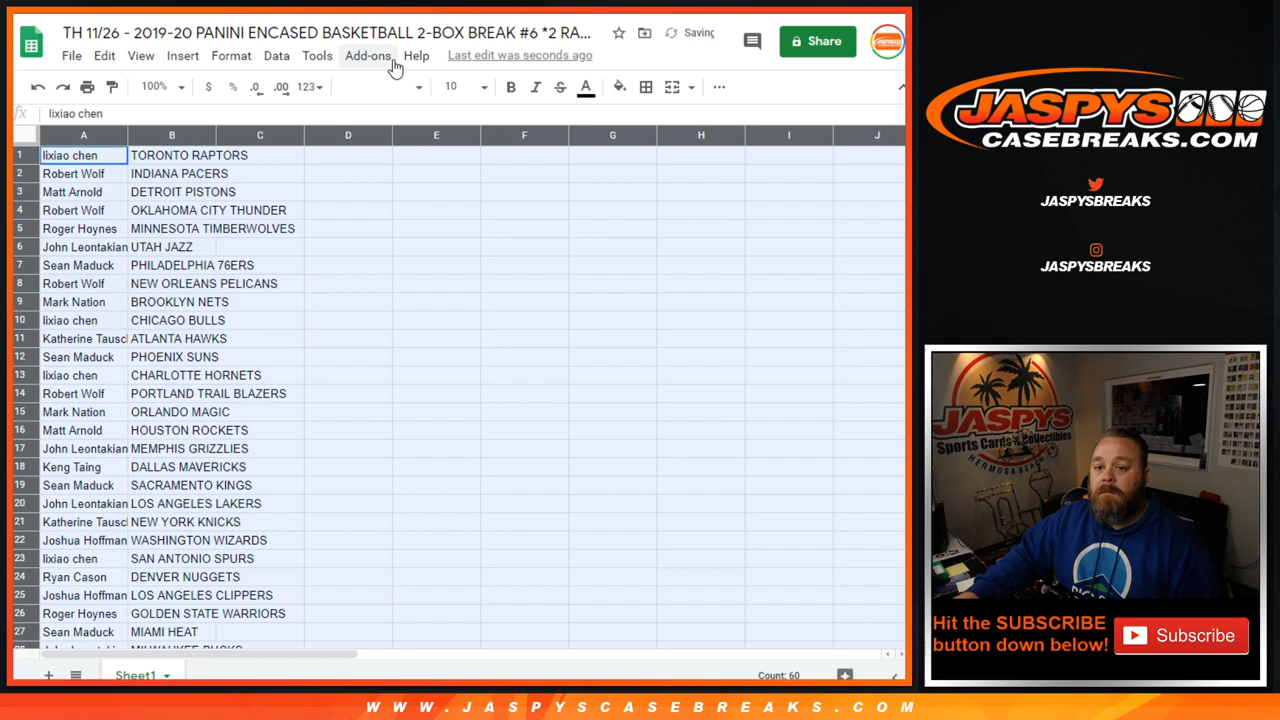 TH 11/26 - 2019-20 PANINI ENCASED BASKETBALL 2-BOX BREAK #6 *2 RA...
Saving
Share
File Edit View Insert Format Data Tools Add-ons Help Last edit was seconds ago
100% $ % .0 .00 123 10 B I S A
fx lixiao chen
A B C D E F G H I J
1 lixiao chen TORONTO RAPTORS
2 Robert Wolf INDIANA PACERS
3 Matt Arnold DETROIT PISTONS
4 Robert Wolf OKLAHOMA CITY THUNDER
5 Roger Hoynes MINNESOTA TIMBERWOLVES
6 John Leontakian UTAH JAZZ
7 Sean Maduck PHILADELPHIA 76ERS
8 Robert Wolf NEW ORLEANS PELICANS
9 Mark Nation BROOKLYN NETS
10 lixiao chen CHICAGO BULLS
11 Katherine Tausc ATLANTA HAWKS
12 Sean Maduck PHOENIX SUNS
13 lixiao chen CHARLOTTE HORNETS
14 Robert Wolf PORTLAND TRAIL BLAZERS
15 Mark Nation ORLANDO MAGIC
16 Matt Arnold HOUSTON ROCKETS
17 John Leontakian MEMPHIS GRIZZLIES
18 Keng Taing DALLAS MAVERICKS
19 Sean Maduck SACRAMENTO KINGS
20 John Leontakian LOS ANGELES LAKERS
21 Katherine Tausc NEW YORK KNICKS
22 Joshua Hoffman WASHINGTON WIZARDS
23 lixiao chen SAN ANTONIO SPURS
24 Ryan Cason DENVER NUGGETS
25 Joshua Hoffman LOS ANGELES CLIPPERS
26 Roger Hoynes GOLDEN STATE WARRIORS
27 Sean Maduck MIAMI HEAT
Sheet1
Count: 60
JASPYS
CASEBREAKS.COM
JASPYSBREAKS
JASPYSBREAKS
JASPYS
Sports Cards & Collectibles
HERMOSA BEACH
Hit the SUBSCRIBE
button down below!
Subscribe
WWW.JASPYSCASEBREAKS.COM